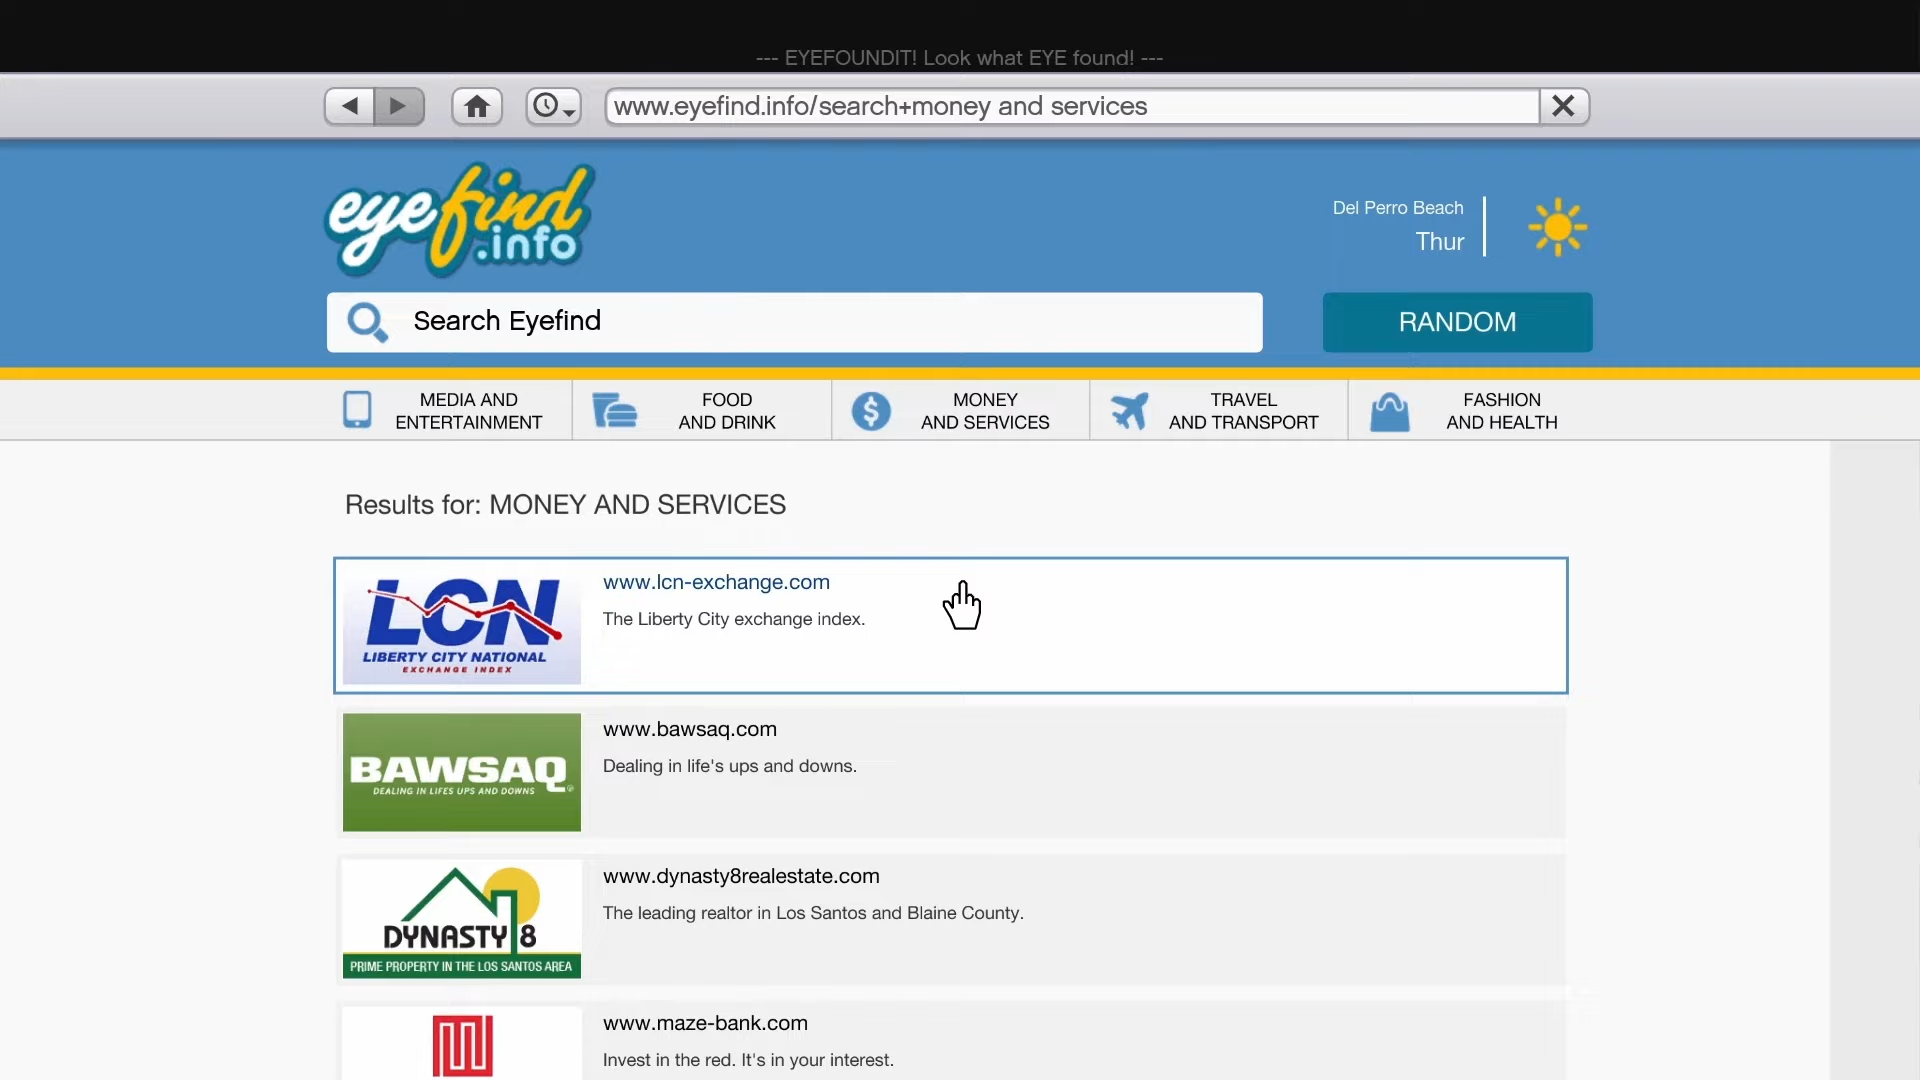 --- EYEFOUNDIT! Look what EYE found! ---
www.eyefind.info/search+money and services
eyefind
.info
Del Perro Beach
Thur
Search Eyefind
RANDOM
MEDIA AND
ENTERTAINMENT
FOOD
AND DRINK
MONEY
AND SERVICES
TRAVEL
AND TRANSPORT
FASHION
AND HEALTH
Results for: MONEY AND SERVICES
LCN
LIBERTY CITY NATIONAL
EXCHANGE INDEX
www.lcn-exchange.com
The Liberty City exchange index.
BAWSAQ
DEALING IN LIFES UPS AND DOWNS
www.bawsaq.com
Dealing in life's ups and downs.
DYNASTY 8
PRIME PROPERTY IN THE LOS SANTOS AREA
www.dynasty8realestate.com
The leading realtor in Los Santos and Blaine County.
www.maze-bank.com
Invest in the red. It's in your interest.